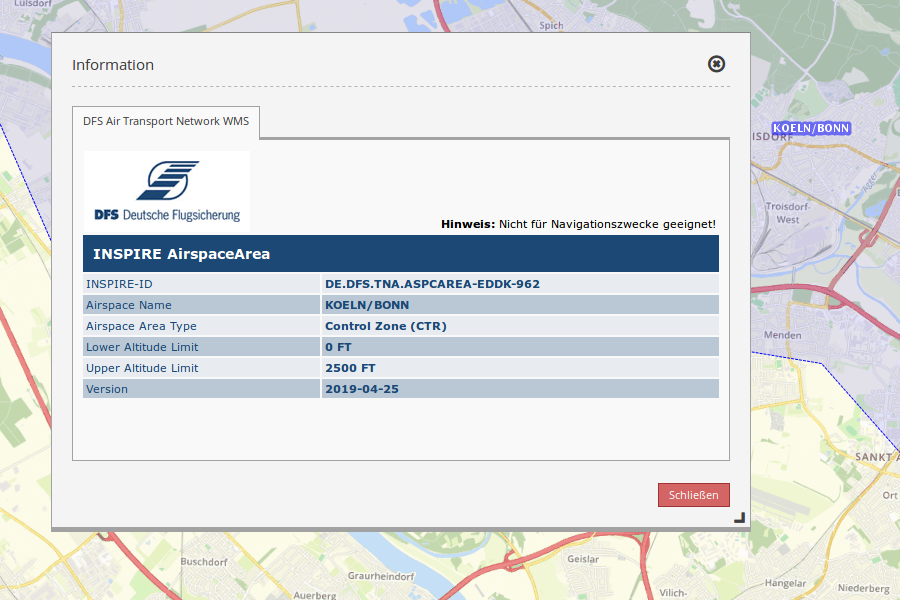 Luisdorf
Spich
Information
DFS Air Transport Network WMS
KOELN/BONN
ISDORF
DFS Deutsche Flugsicherung
Hinweis: Nicht für Navigationszwecke geeignet!
Troisdorf-
West
Agger
INSPIRE AirspaceArea
INSPIRE-ID DE.DFS.TNA.ASPCAREA-EDDK-962
Airspace Name KOELN/BONN
Airspace Area Type Control Zone (CTR)
Lower Altitude Limit 0 FT
Upper Altitude Limit 2500 FT
Version 2019-04-25
Menden
SANKT A
Ort
Schließen
Buschdorf
Geislar
Graurheindorf
Hangelar
Niederberg
Auerberg
Vilich-